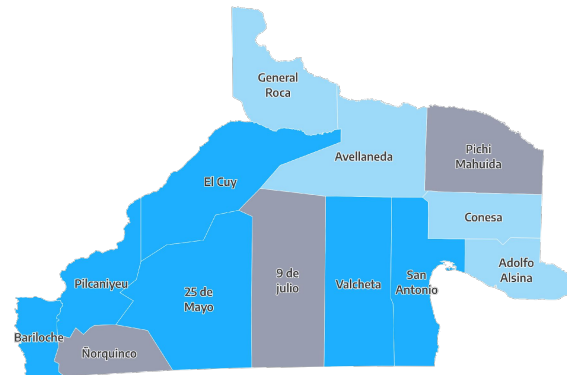 General
Roca
Avellaneda
Pichi
Mahuida
El Cuy
Conesa
Adolfo
Alsina
Pilcaniyeu
25 de
Mayo
9 de
julio
Valcheta
San
Antonio
Bariloche
Ñorquinco